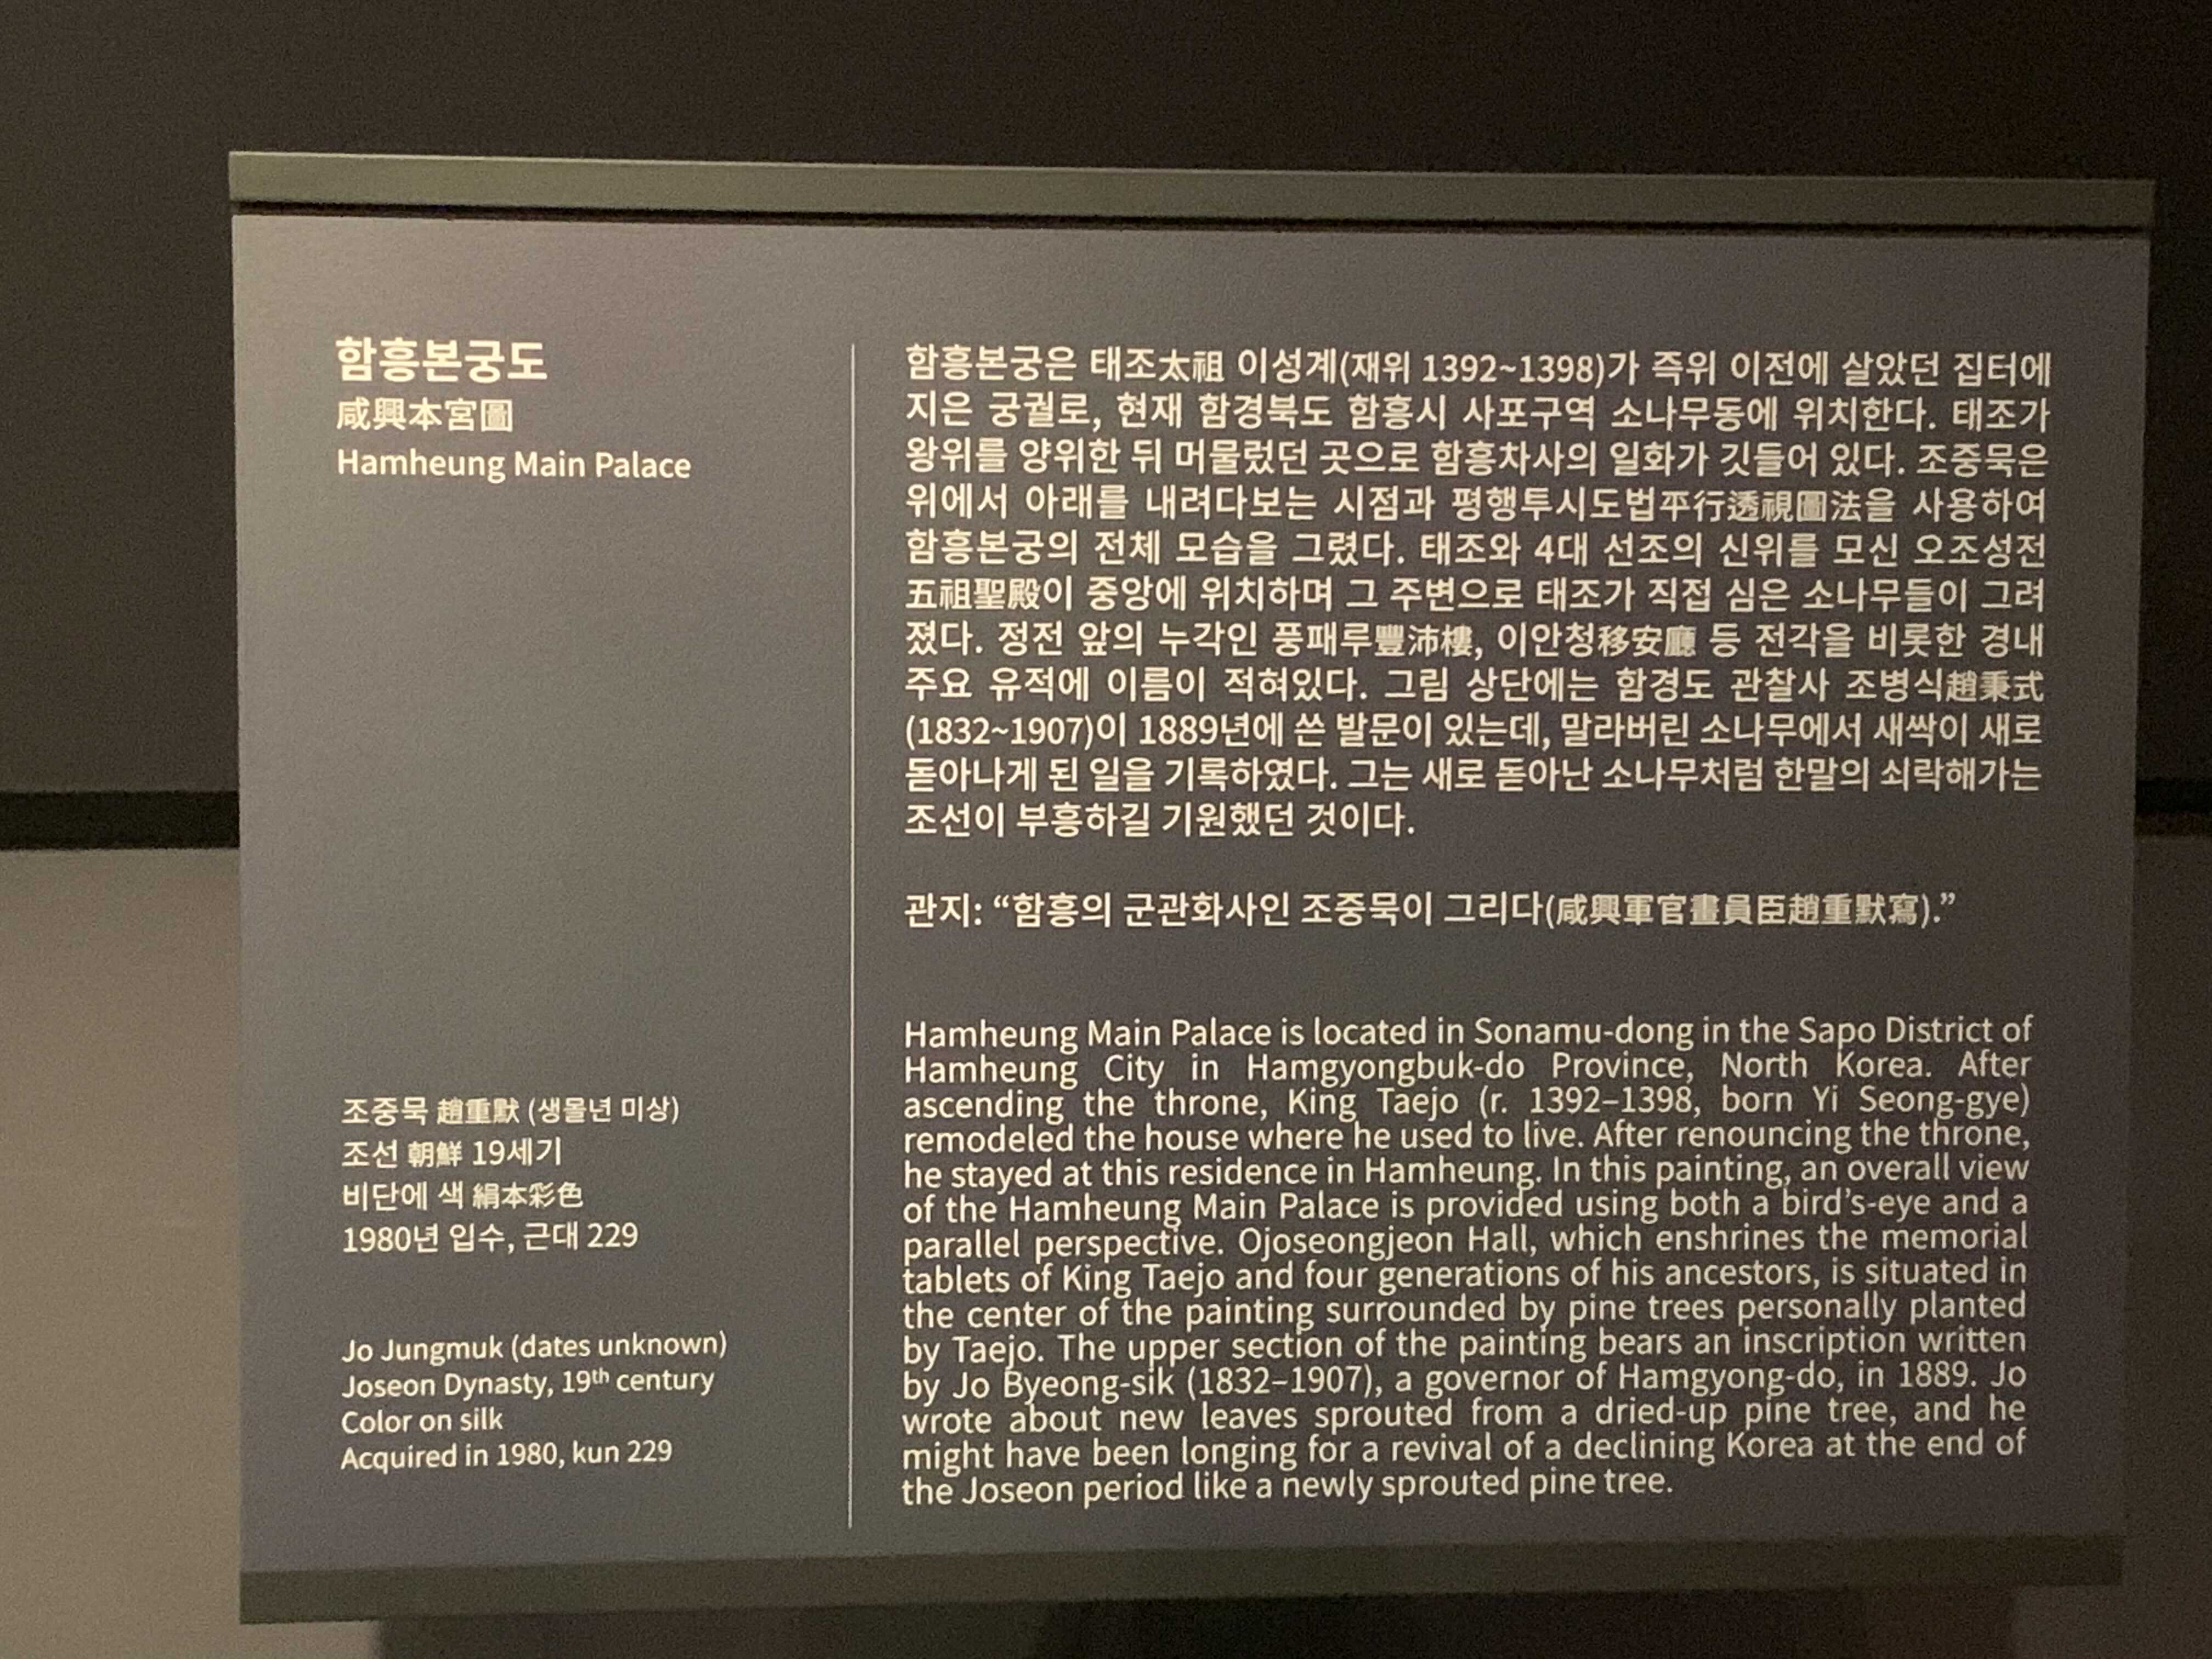 함흥본궁도
咸興本宮圖
Hamheung Main Palace
조중묵 趙重默 (생몰년 미상)
조선 朝鮮 19세기
비단에 색 絹本彩色
1980년 입수, 근대 229
Jo Jungmuk (dates unknown)
Joseon Dynasty, 19th century
Color on silk
Acquired in 1980, kun 229
함흥본궁은 태조太祖 이성계(재위 1392~1398)가 즉위 이전에 살았던 집터에
지은 궁궐로, 현재 함경북도 함흥시 사포구역 소나무동에 위치한다. 태조가
왕위를 양위한 뒤 머물렀던 곳으로 함흥차사의 일화가 깃들어 있다. 조중묵은
위에서 아래를 내려다보는 시점과 평행투시도법平行透視圖法을 사용하여
함흥본궁의 전체 모습을 그렸다. 태조와 4대 선조의 신위를 모신 오조성전
五祖聖殿이 중앙에 위치하며 그 주변으로 태조가 직접 심은 소나무들이 그려
졌다. 정전 앞의 누각인 풍패루豐沛樓, 이안청移安廳 등 전각을 비롯한 경내
주요 유적에 이름이 적혀있다. 그림 상단에는 함경도 관찰사 조병식趙秉式
(1832~1907)이 1889년에 쓴 발문이 있는데, 말라버린 소나무에서 새싹이 새로
돋아나게 된 일을 기록하였다. 그는 새로 돋아난 소나무처럼 한말의 쇠락해가는
조선이 부흥하길 기원했던 것이다.
관지: “함흥의 군관화사인 조중묵이 그리다(咸興軍官畫員臣趙重默寫).”
Hamheung Main Palace is located in Sonamu-dong in the Sapo District of
Hamheung City in Hamgyongbuk-do Province, North Korea. After
ascending the throne, King Taejo (r. 1392–1398, born Yi Seong-gye)
remodeled the house where he used to live. After renouncing the throne,
he stayed at this residence in Hamheung. In this painting, an overall view
of the Hamheung Main Palace is provided using both a bird’s-eye and a
parallel perspective. Ojoseongjeon Hall, which enshrines the memorial
tablets of King Taejo and four generations of his ancestors, is situated in
the center of the painting surrounded by pine trees personally planted
by Taejo. The upper section of the painting bears an inscription written
by Jo Byeong-sik (1832–1907), a governor of Hamgyong-do, in 1889. Jo
wrote about new leaves sprouted from a dried-up pine tree, and he
might have been longing for a revival of a declining Korea at the end of
the Joseon period like a newly sprouted pine tree.